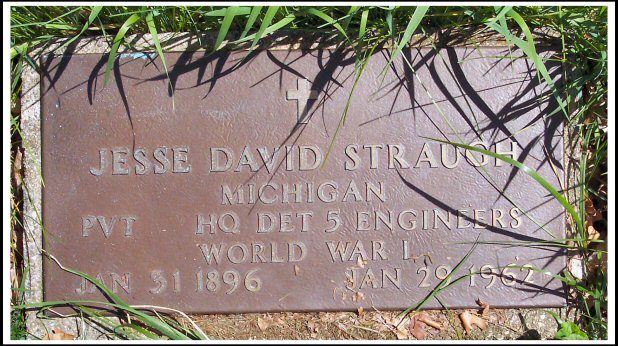 JESSE DAVID STRAUGH
MICHIGAN
PVT HQ DET 5 ENGINEERS
WORLD WAR I
JAN 31 1896 JAN 29 1962